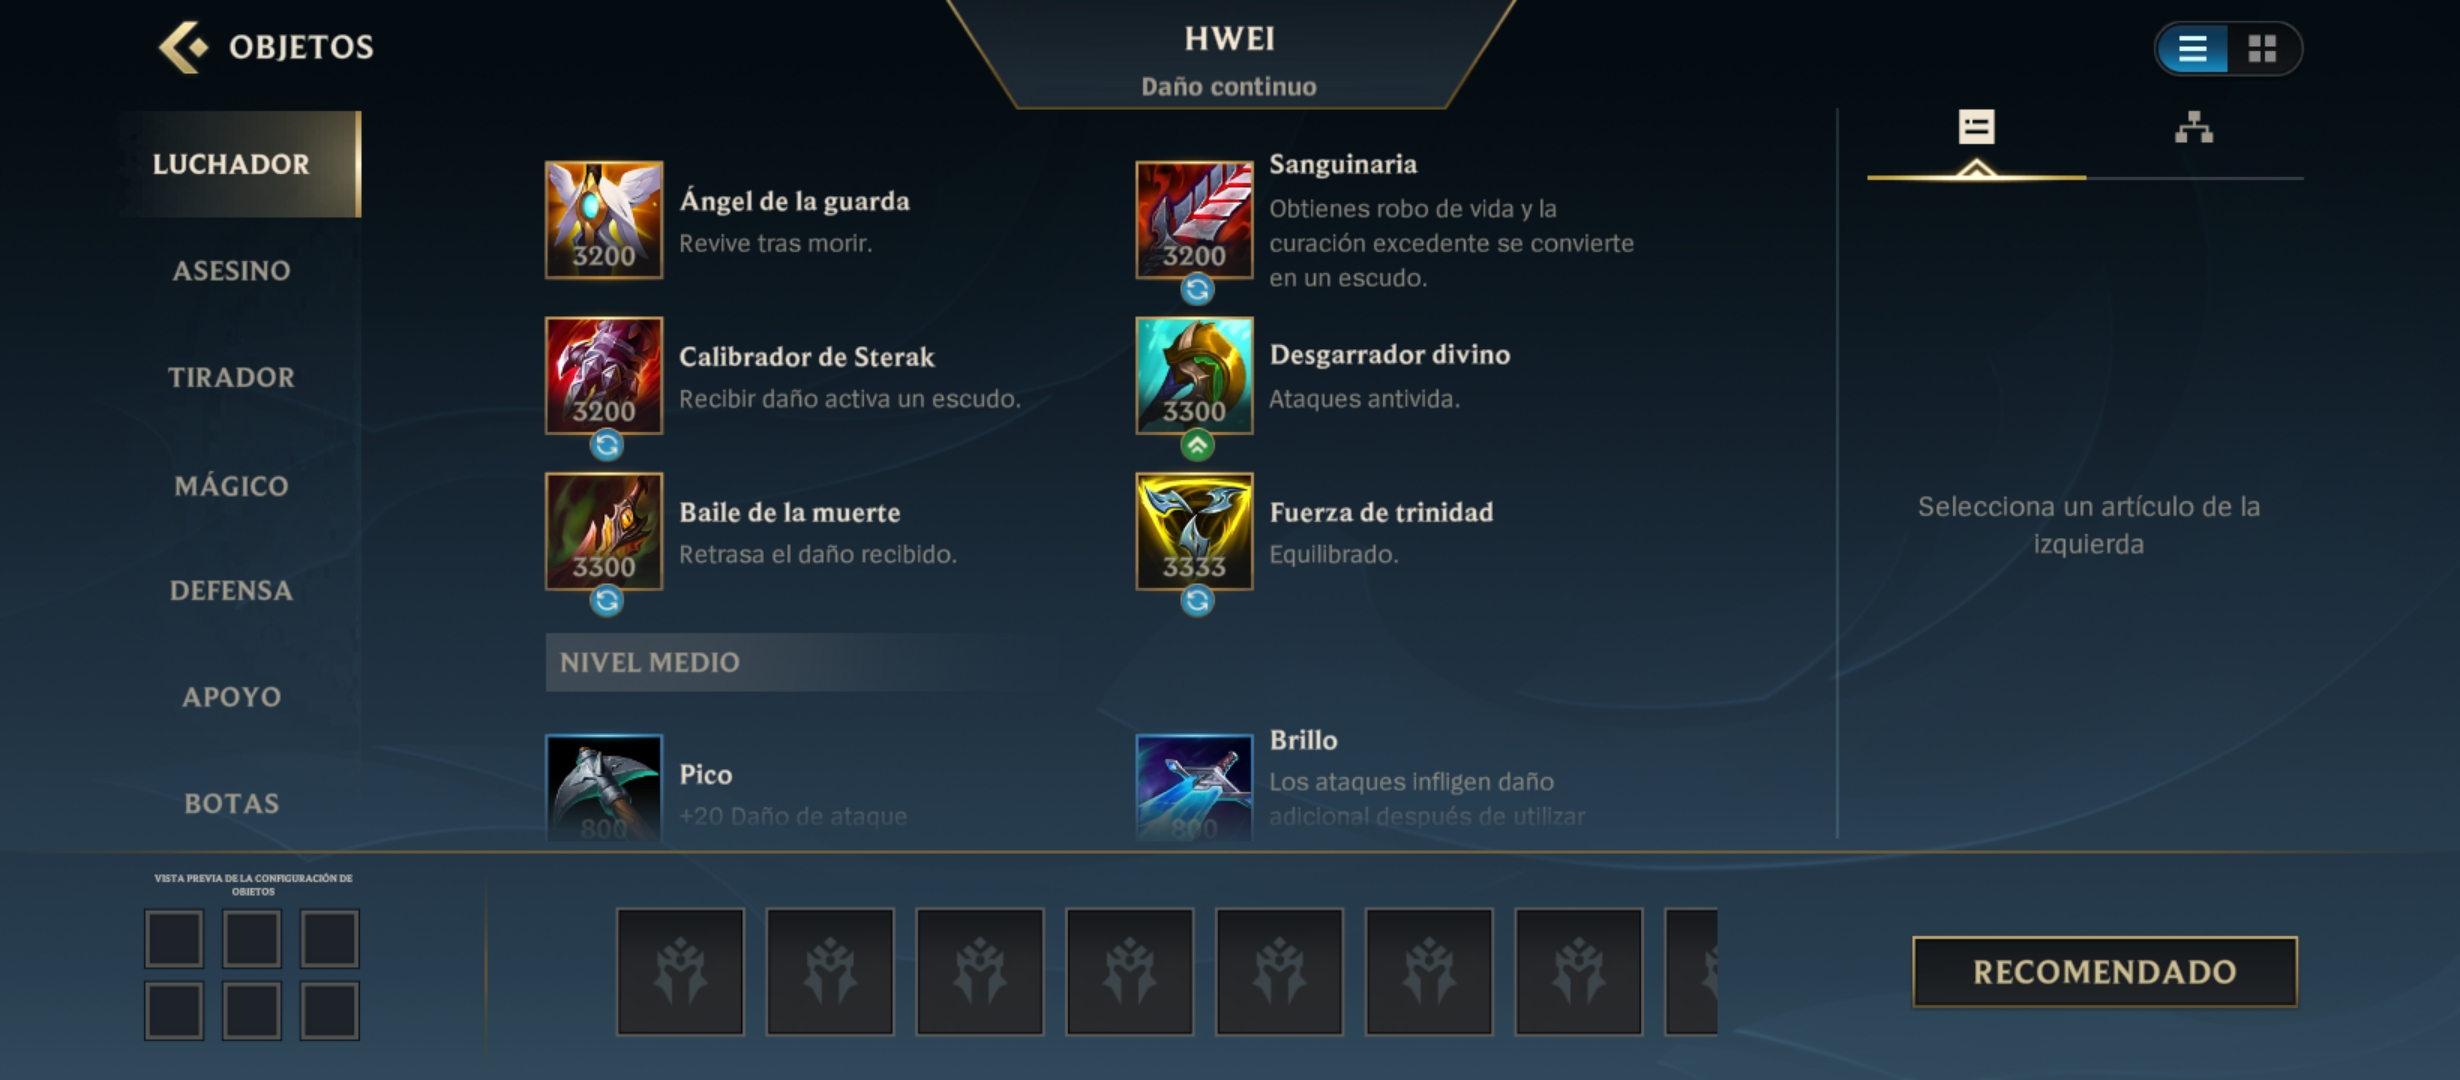 OBJETOS
HWEI
Daño continuo
LUCHADOR
ASESINO
TIRADOR
MÁGICO
DEFENSA
APOYO
BOTAS
3200
Ángel de la guarda
Revive tras morir.
3200
Sanguinaria
Obtienes robo de vida y la
curación excedente se convierte
en un escudo.
3200
Calibrador de Sterak
Recibir daño activa un escudo.
3300
Desgarrador divino
Ataques antivida.
3300
Baile de la muerte
Retrasa el daño recibido.
3333
Fuerza de trinidad
Equilibrado.
NIVEL MEDIO
800
Pico
+20 Daño de ataque
800
Brillo
Los ataques infligen daño
adicional después de utilizar
Selecciona un artículo de la
izquierda
VISTA PREVIA DE LA CONFIGURACIÓN DE
OBJETOS
RECOMENDADO